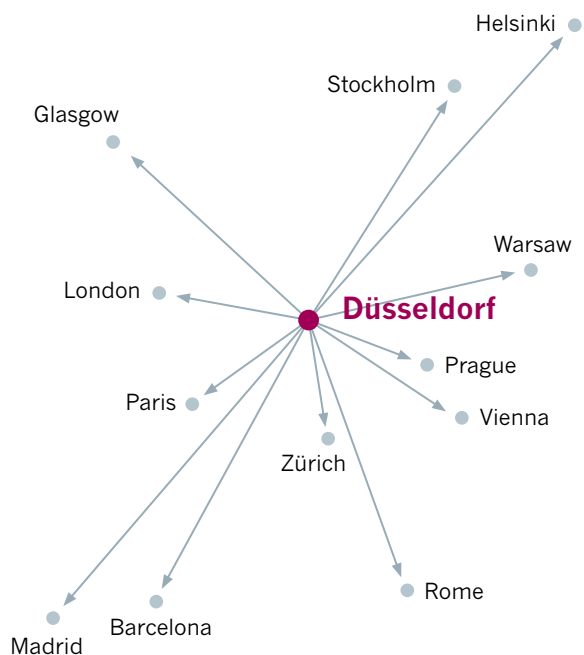 Helsinki
Stockholm
Glasgow
Warsaw
London
Düsseldorf
Prague
Paris
Vienna
Zürich
Rome
Barcelona
Madrid